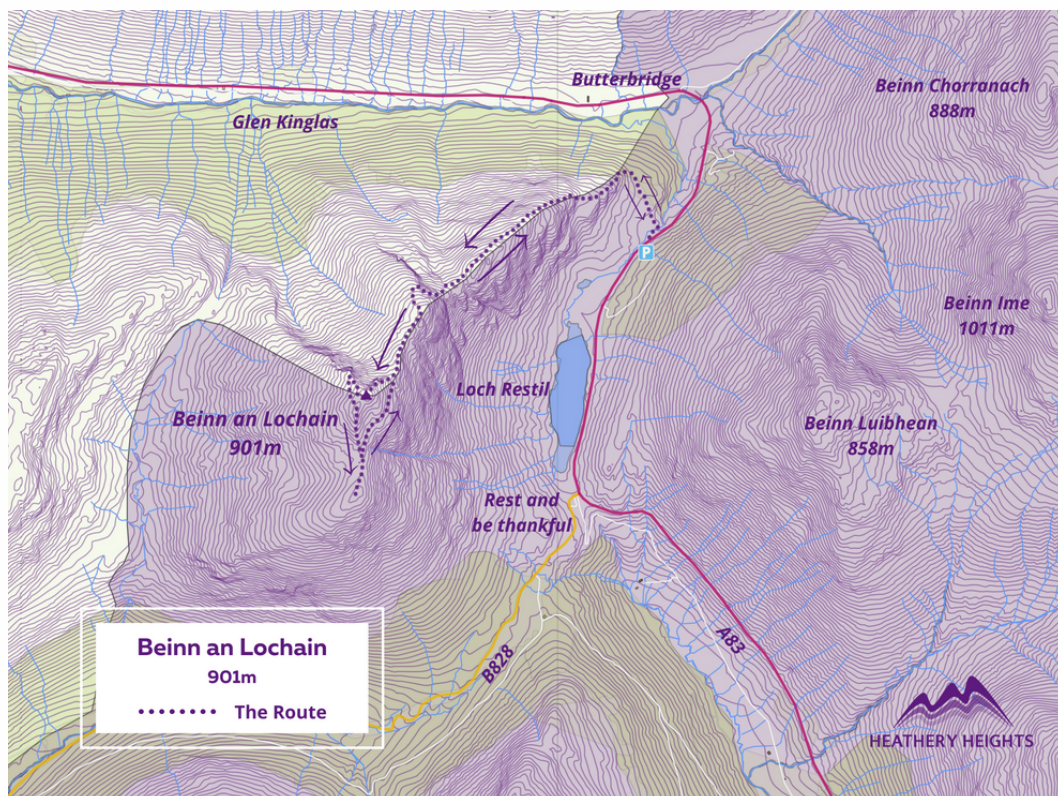 Butterbridge
Beinn Chorranach
888m
Glen Kinglas
P
Beinn Ime
1011m
Loch Restil
Beinn an Lochain
901m
Beinn Luibhean
858m
Rest and
be thankful
B828
A83
Beinn an Lochain
901m
The Route
HEATHERY HEIGHTS